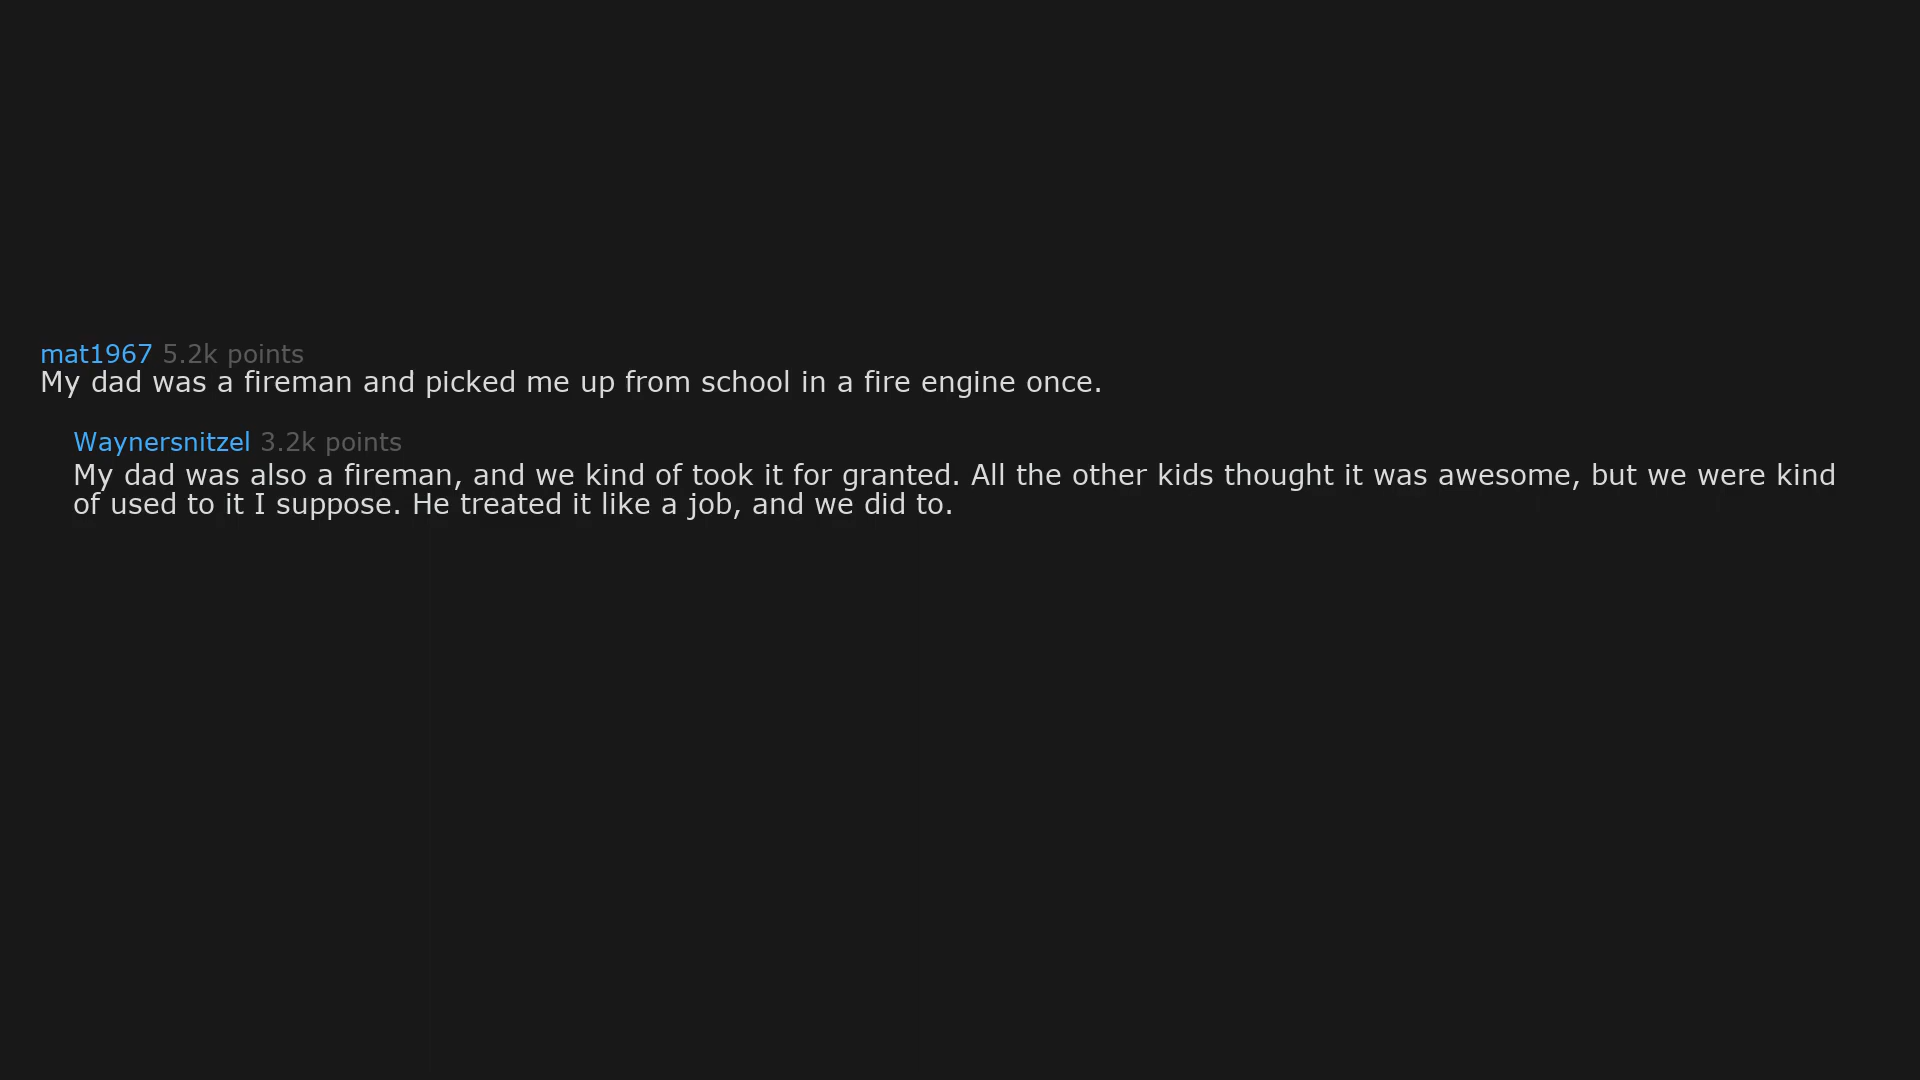 mat1967 5.2k points
My dad was a fireman and picked me up from school in a fire engine once.
Waynersnitzel 3.2k points
My dad was also a fireman, and we kind of took it for granted. All the other kids thought it was awesome, but we were kind
of used to it I suppose. He treated it like a job, and we did to.